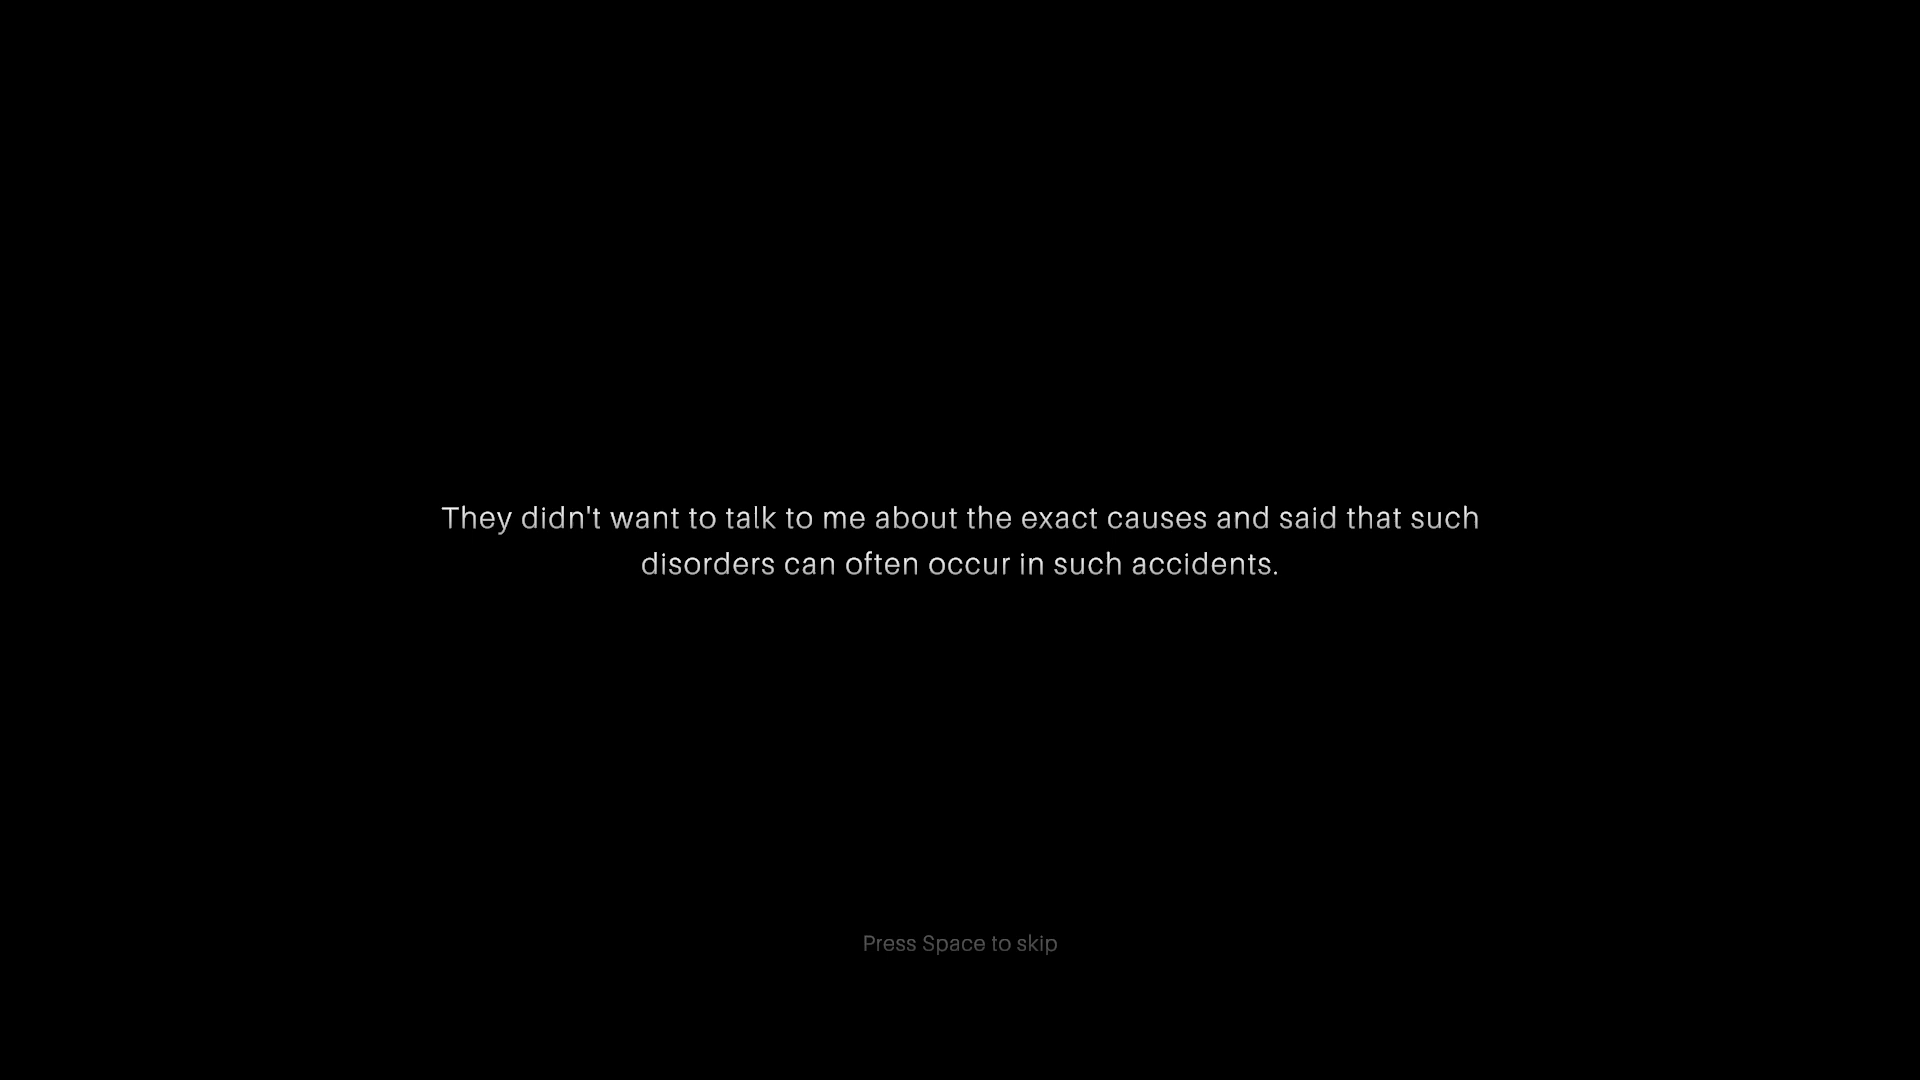 They didn't want to talk to me about the exact causes and said that such
disorders can often occur in such accidents.
Press Space to skip